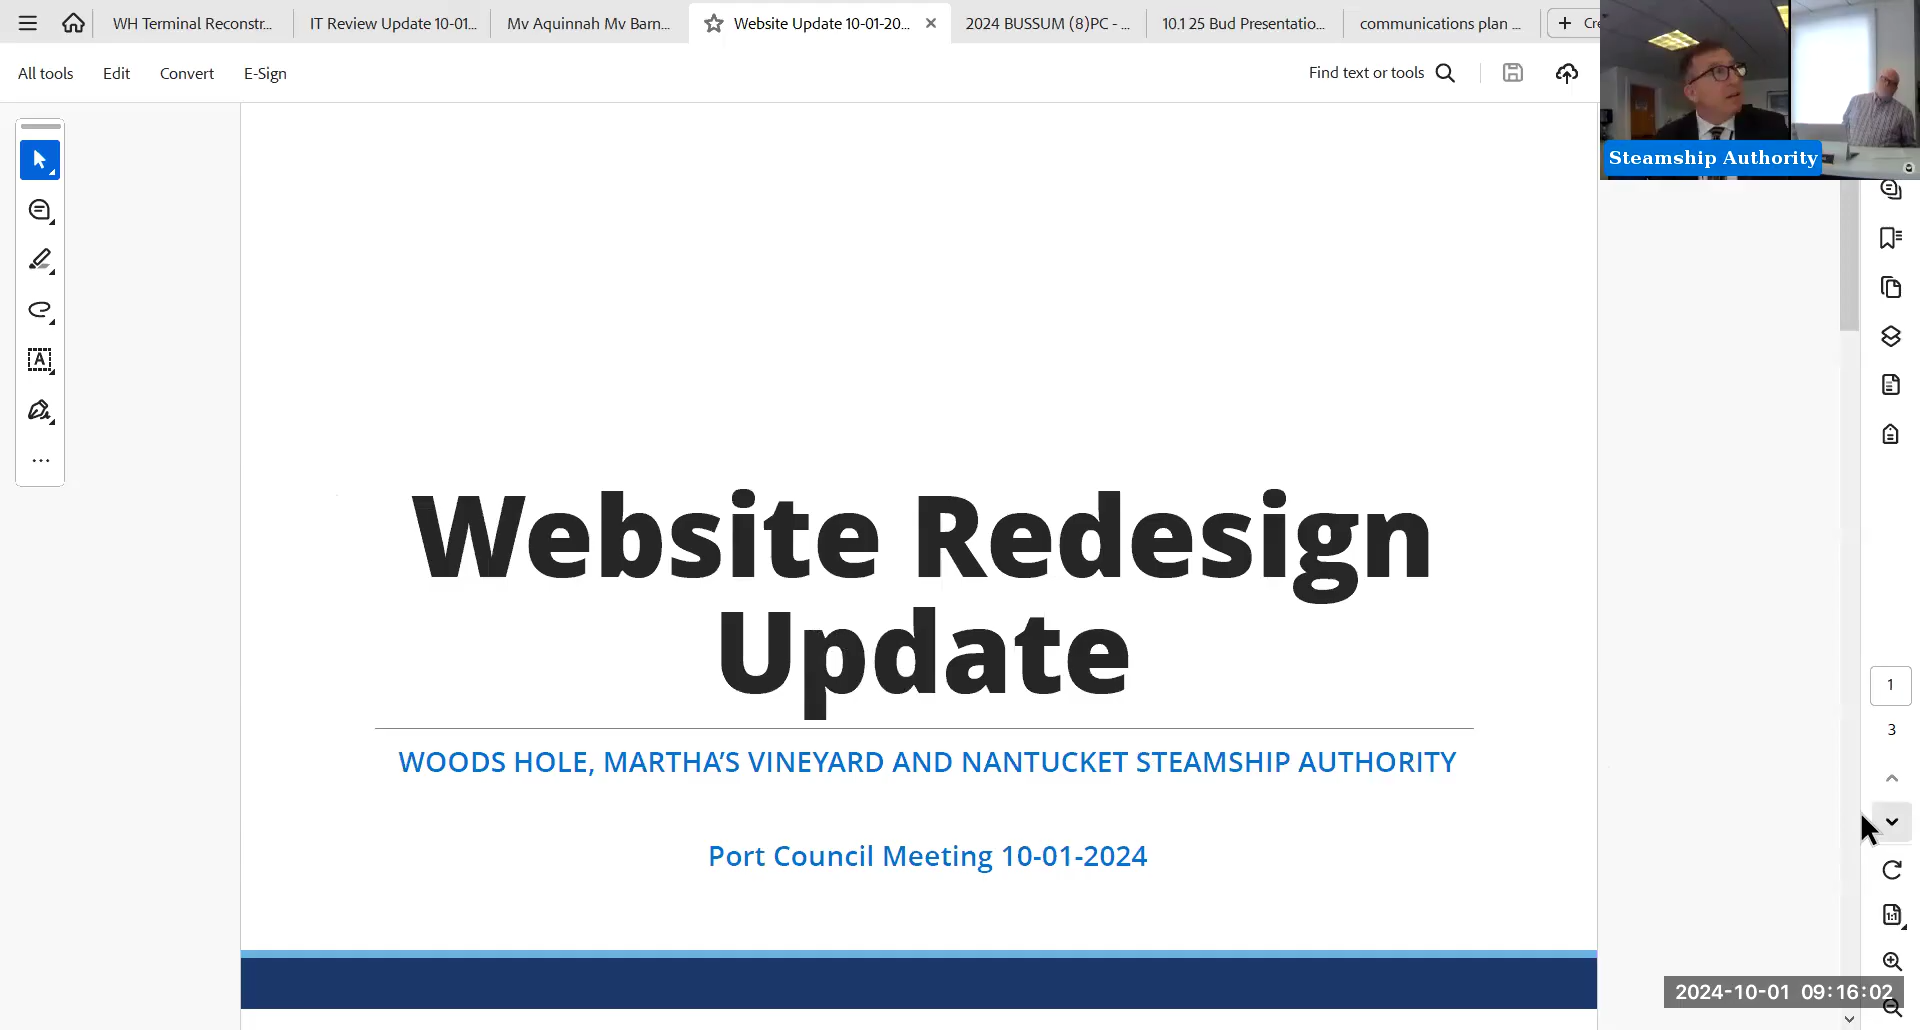 WH Terminal Reconstr...
IT Review Update 10-01...
Mv Aquinnah Mv Barn...
Website Update 10-01-20...
2024 BUSSUM (8)PC - ...
10.1 25 Bud Presentatio...
communications plan ...
All tools
Edit
Convert
E-Sign
Find text or tools
Steamship Authority
Website Redesign
Update
WOODS HOLE, MARTHA'S VINEYARD AND NANTUCKET STEAMSHIP AUTHORITY
Port Council Meeting 10-01-2024
1
3
2024-10-01 09:16:02